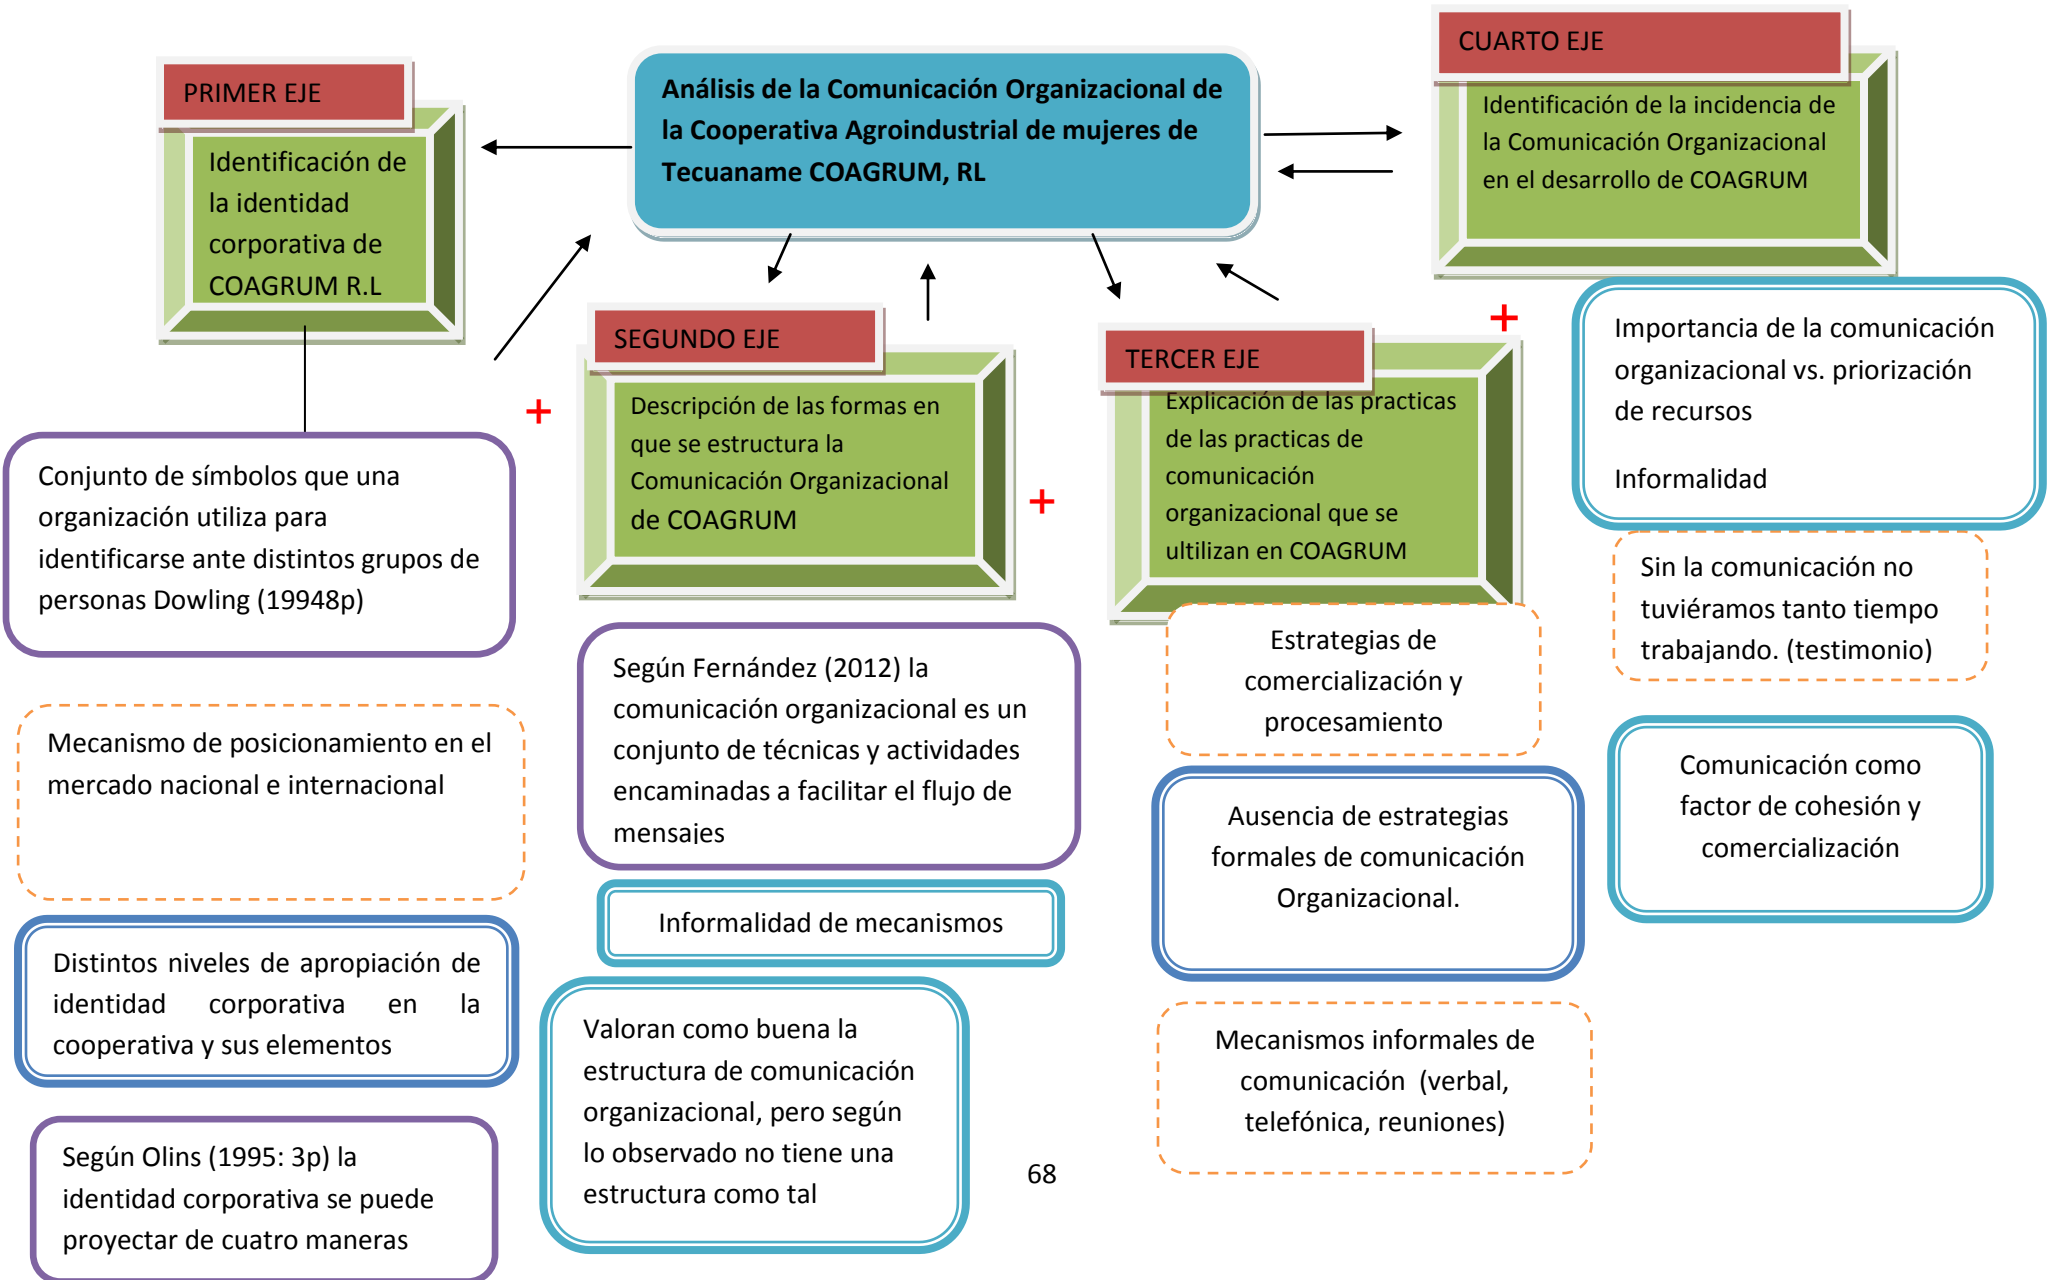 Análisis de la Comunicación Organizacional de
la Cooperativa Agroindustrial de mujeres de
Tecuaname COAGRUM, RL
PRIMER EJE
Identificación de
la identidad
corporativa de
COAGRUM R.L
Conjunto de símbolos que una
organización utiliza para
identificarse ante distintos grupos de
personas Dowling (19948p)
Mecanismo de posicionamiento en el
mercado nacional e internacional
Distintos niveles de apropiación de
identidad corporativa en la
cooperativa y sus elementos
Según Olins (1995: 3p) la
identidad corporativa se puede
proyectar de cuatro maneras
+
SEGUNDO EJE
Descripción de las formas en
que se estructura la
Comunicación Organizacional
de COAGRUM
Según Fernández (2012) la
comunicación organizacional es un
conjunto de técnicas y actividades
encaminadas a facilitar el flujo de
mensajes
Informalidad de mecanismos
Valoran como buena la
estructura de comunicación
organizacional, pero según
lo observado no tiene una
estructura como tal
+
TERCER EJE
Explicación de las practicas
de las practicas de
comunicación
organizacional que se
ultilizan en COAGRUM
Estrategias de
comercialización y
procesamiento
Ausencia de estrategias
formales de comunicación
Organizacional.
Mecanismos informales de
comunicación (verbal,
telefónica, reuniones)
+
CUARTO EJE
Identificación de la incidencia de
la Comunicación Organizacional
en el desarrollo de COAGRUM
Importancia de la comunicación
organizacional vs. priorización
de recursos
Informalidad
Sin la comunicación no
tuviéramos tanto tiempo
trabajando. (testimonio)
Comunicación como
factor de cohesión y
comercialización
68